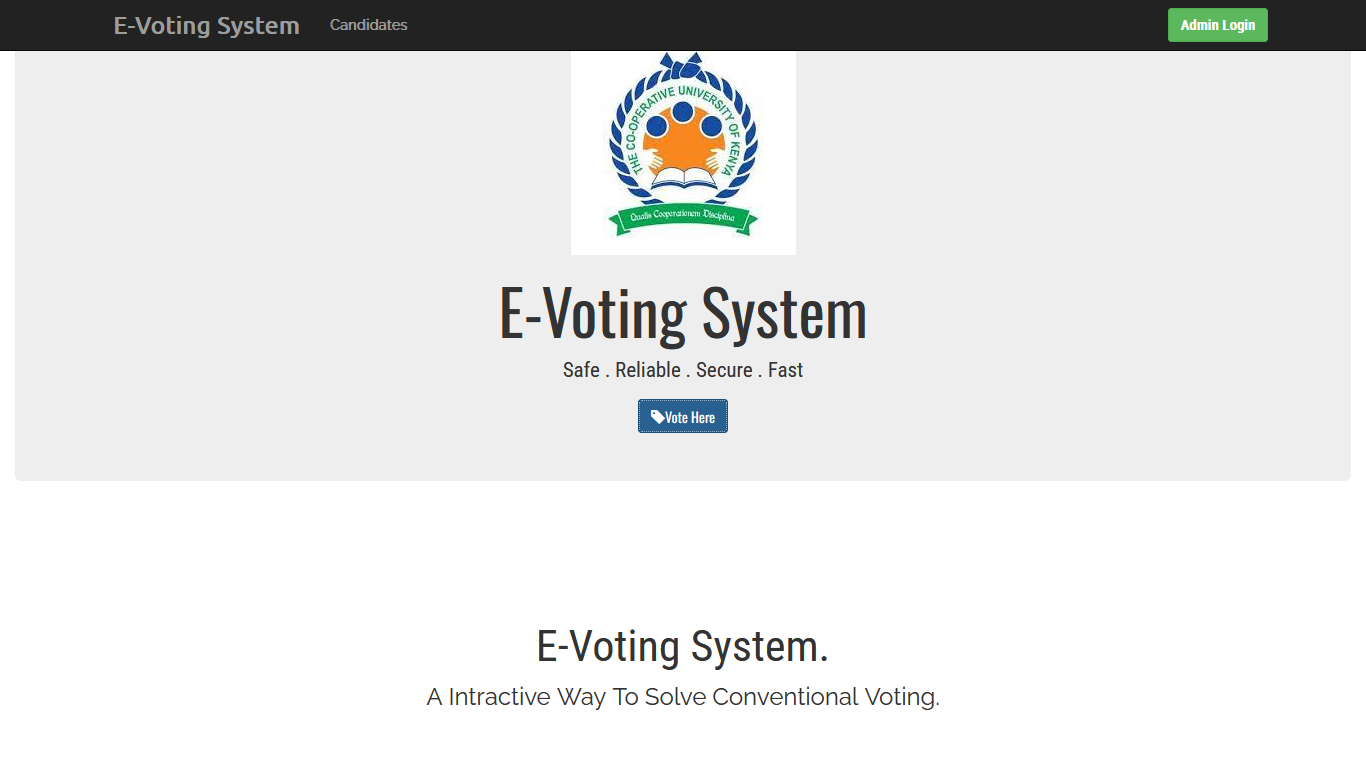 E-Voting System
Candidates
Admin Login
THE CO-OPERATIVE UNIVERSITY OF KENYA
Qualis Cooperationem Disciplina
E-Voting System
Safe . Reliable . Secure . Fast
Vote Here
E-Voting System.
A Intractive Way To Solve Conventional Voting.